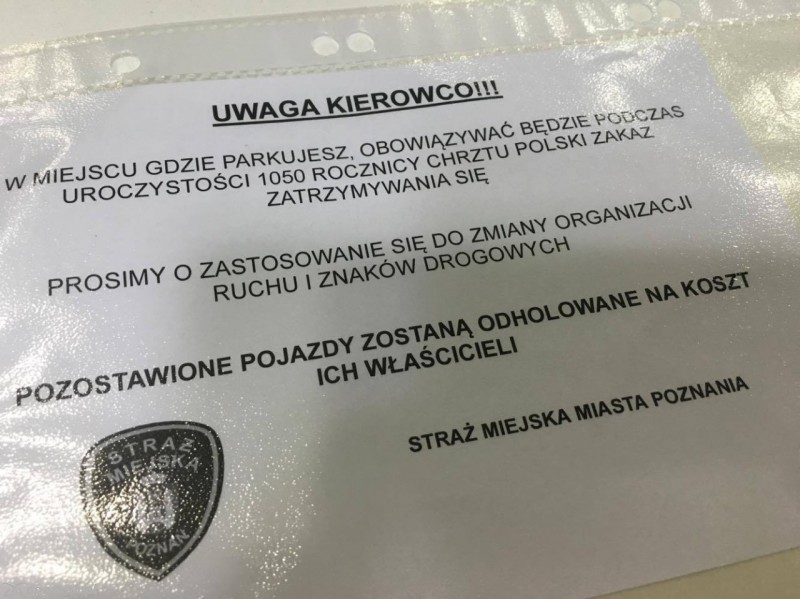 UWAGA KIEROWCO!!!
W MIEJSCU GDZIE PARKUJESZ, OBOWIĄZYWAĆ BĘDZIE PODCZAS
UROCZYSTOŚCI 1050 ROCZNICY CHRZTU POLSKI ZAKAZ
ZATRZYMYWANIA SIĘ
PROSIMY O ZASTOSOWANIE SIĘ DO ZMIANY ORGANIZACJI
RUCHU I ZNAKÓW DROGOWYCH
POZOSTAWIONE POJAZDY ZOSTANĄ ODHOLOWANE NA KOSZT
ICH WŁAŚCICIELI
STRAŻ MIEJSKA MIASTA POZNANIA
STRAŻ
MIEJSKA
POZNAŃ